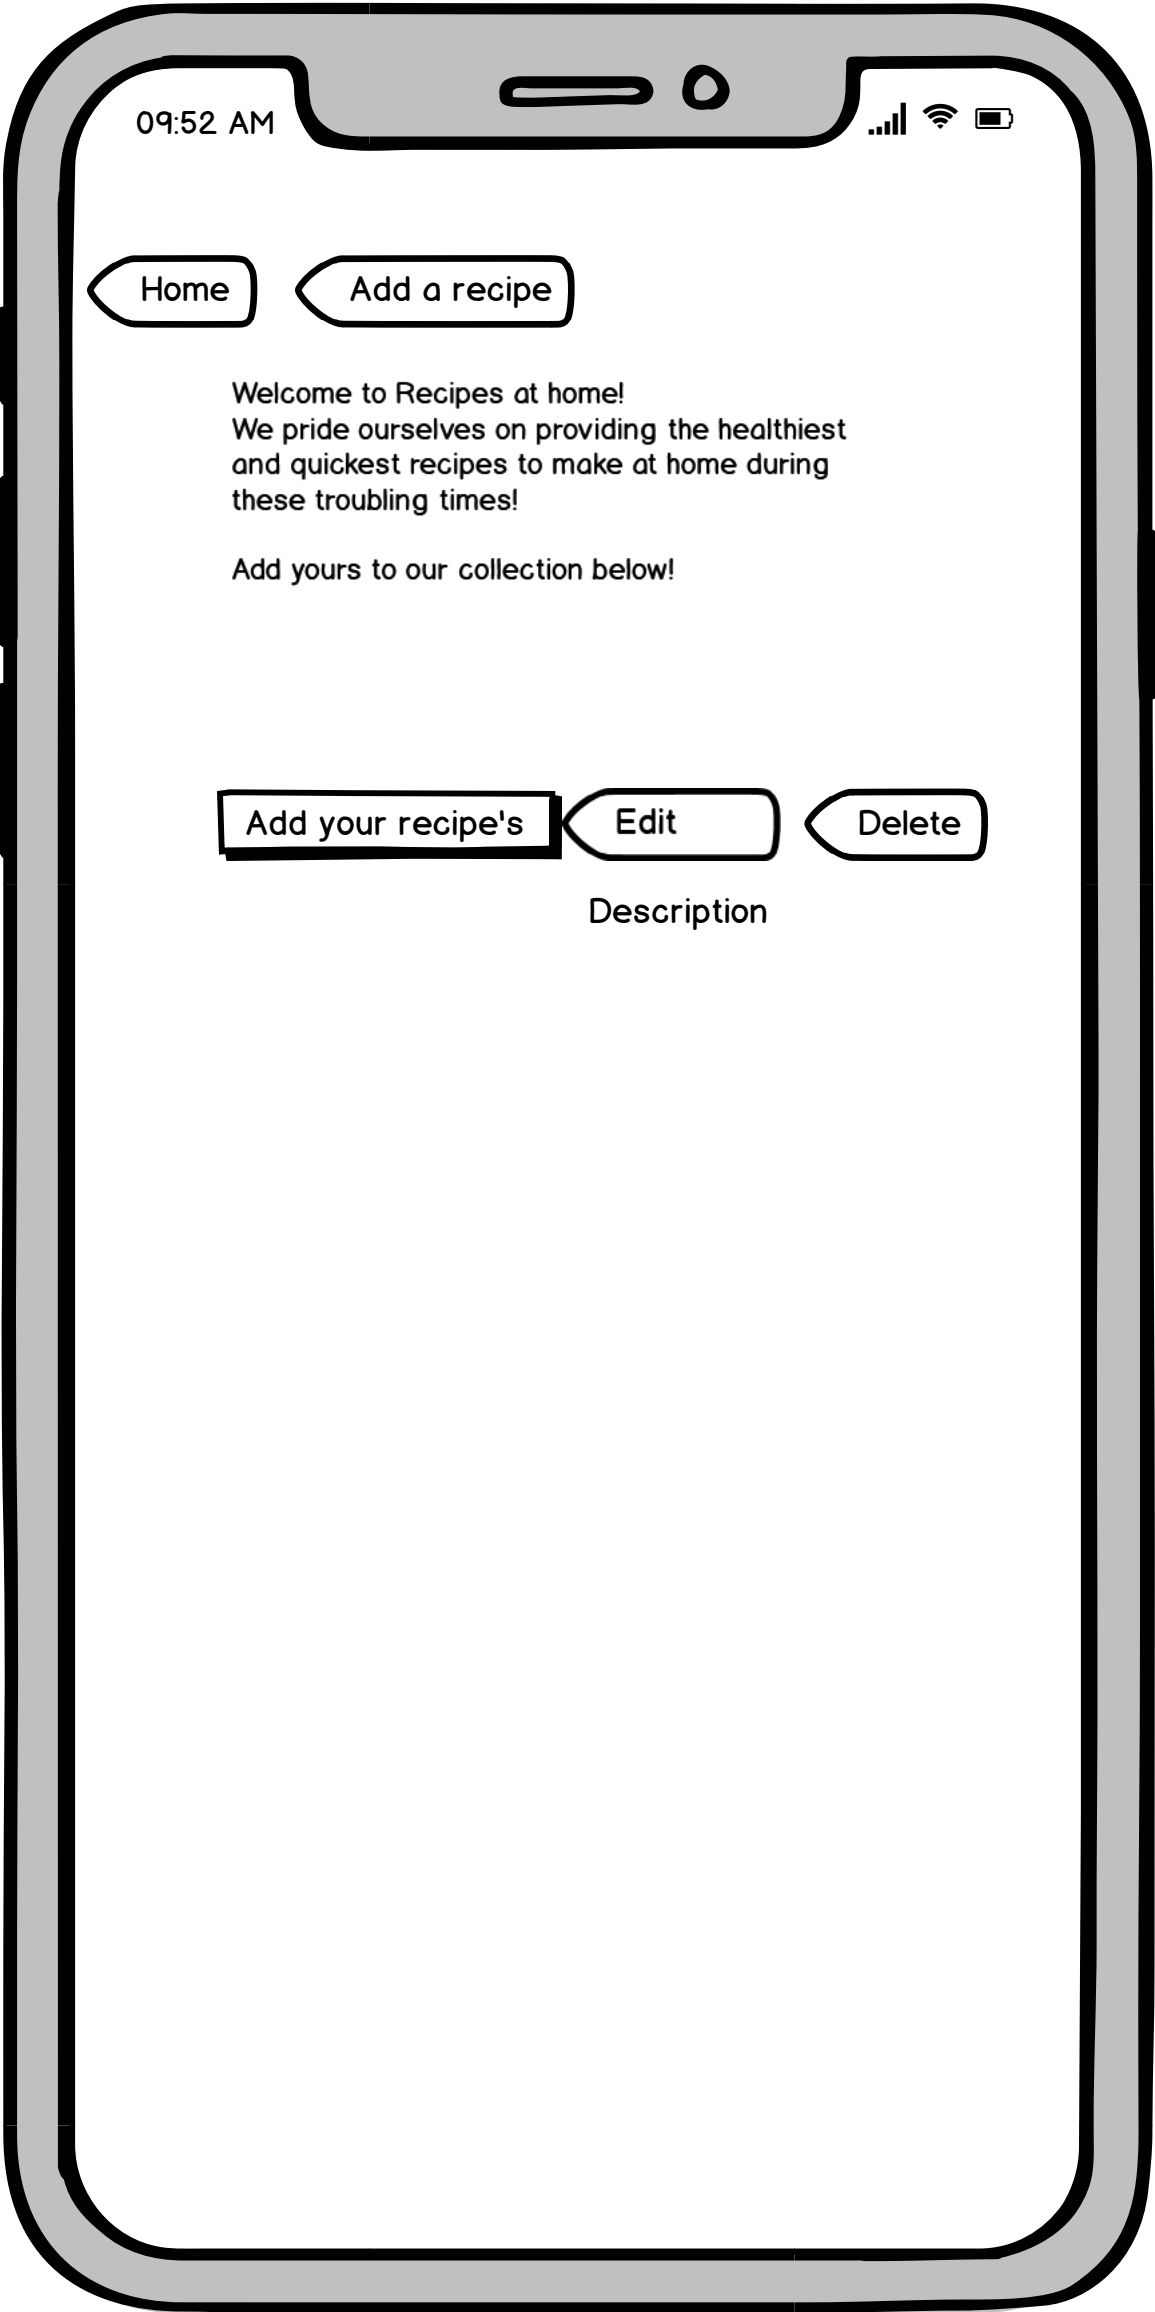 09:52 AM
Home Add a recipe
Welcome to Recipes at home!
We pride ourselves on providing the healthiest
and quickest recipes to make at home during
these troubling times!
Add yours to our collection below!
Add your recipe's Edit Delete
Description